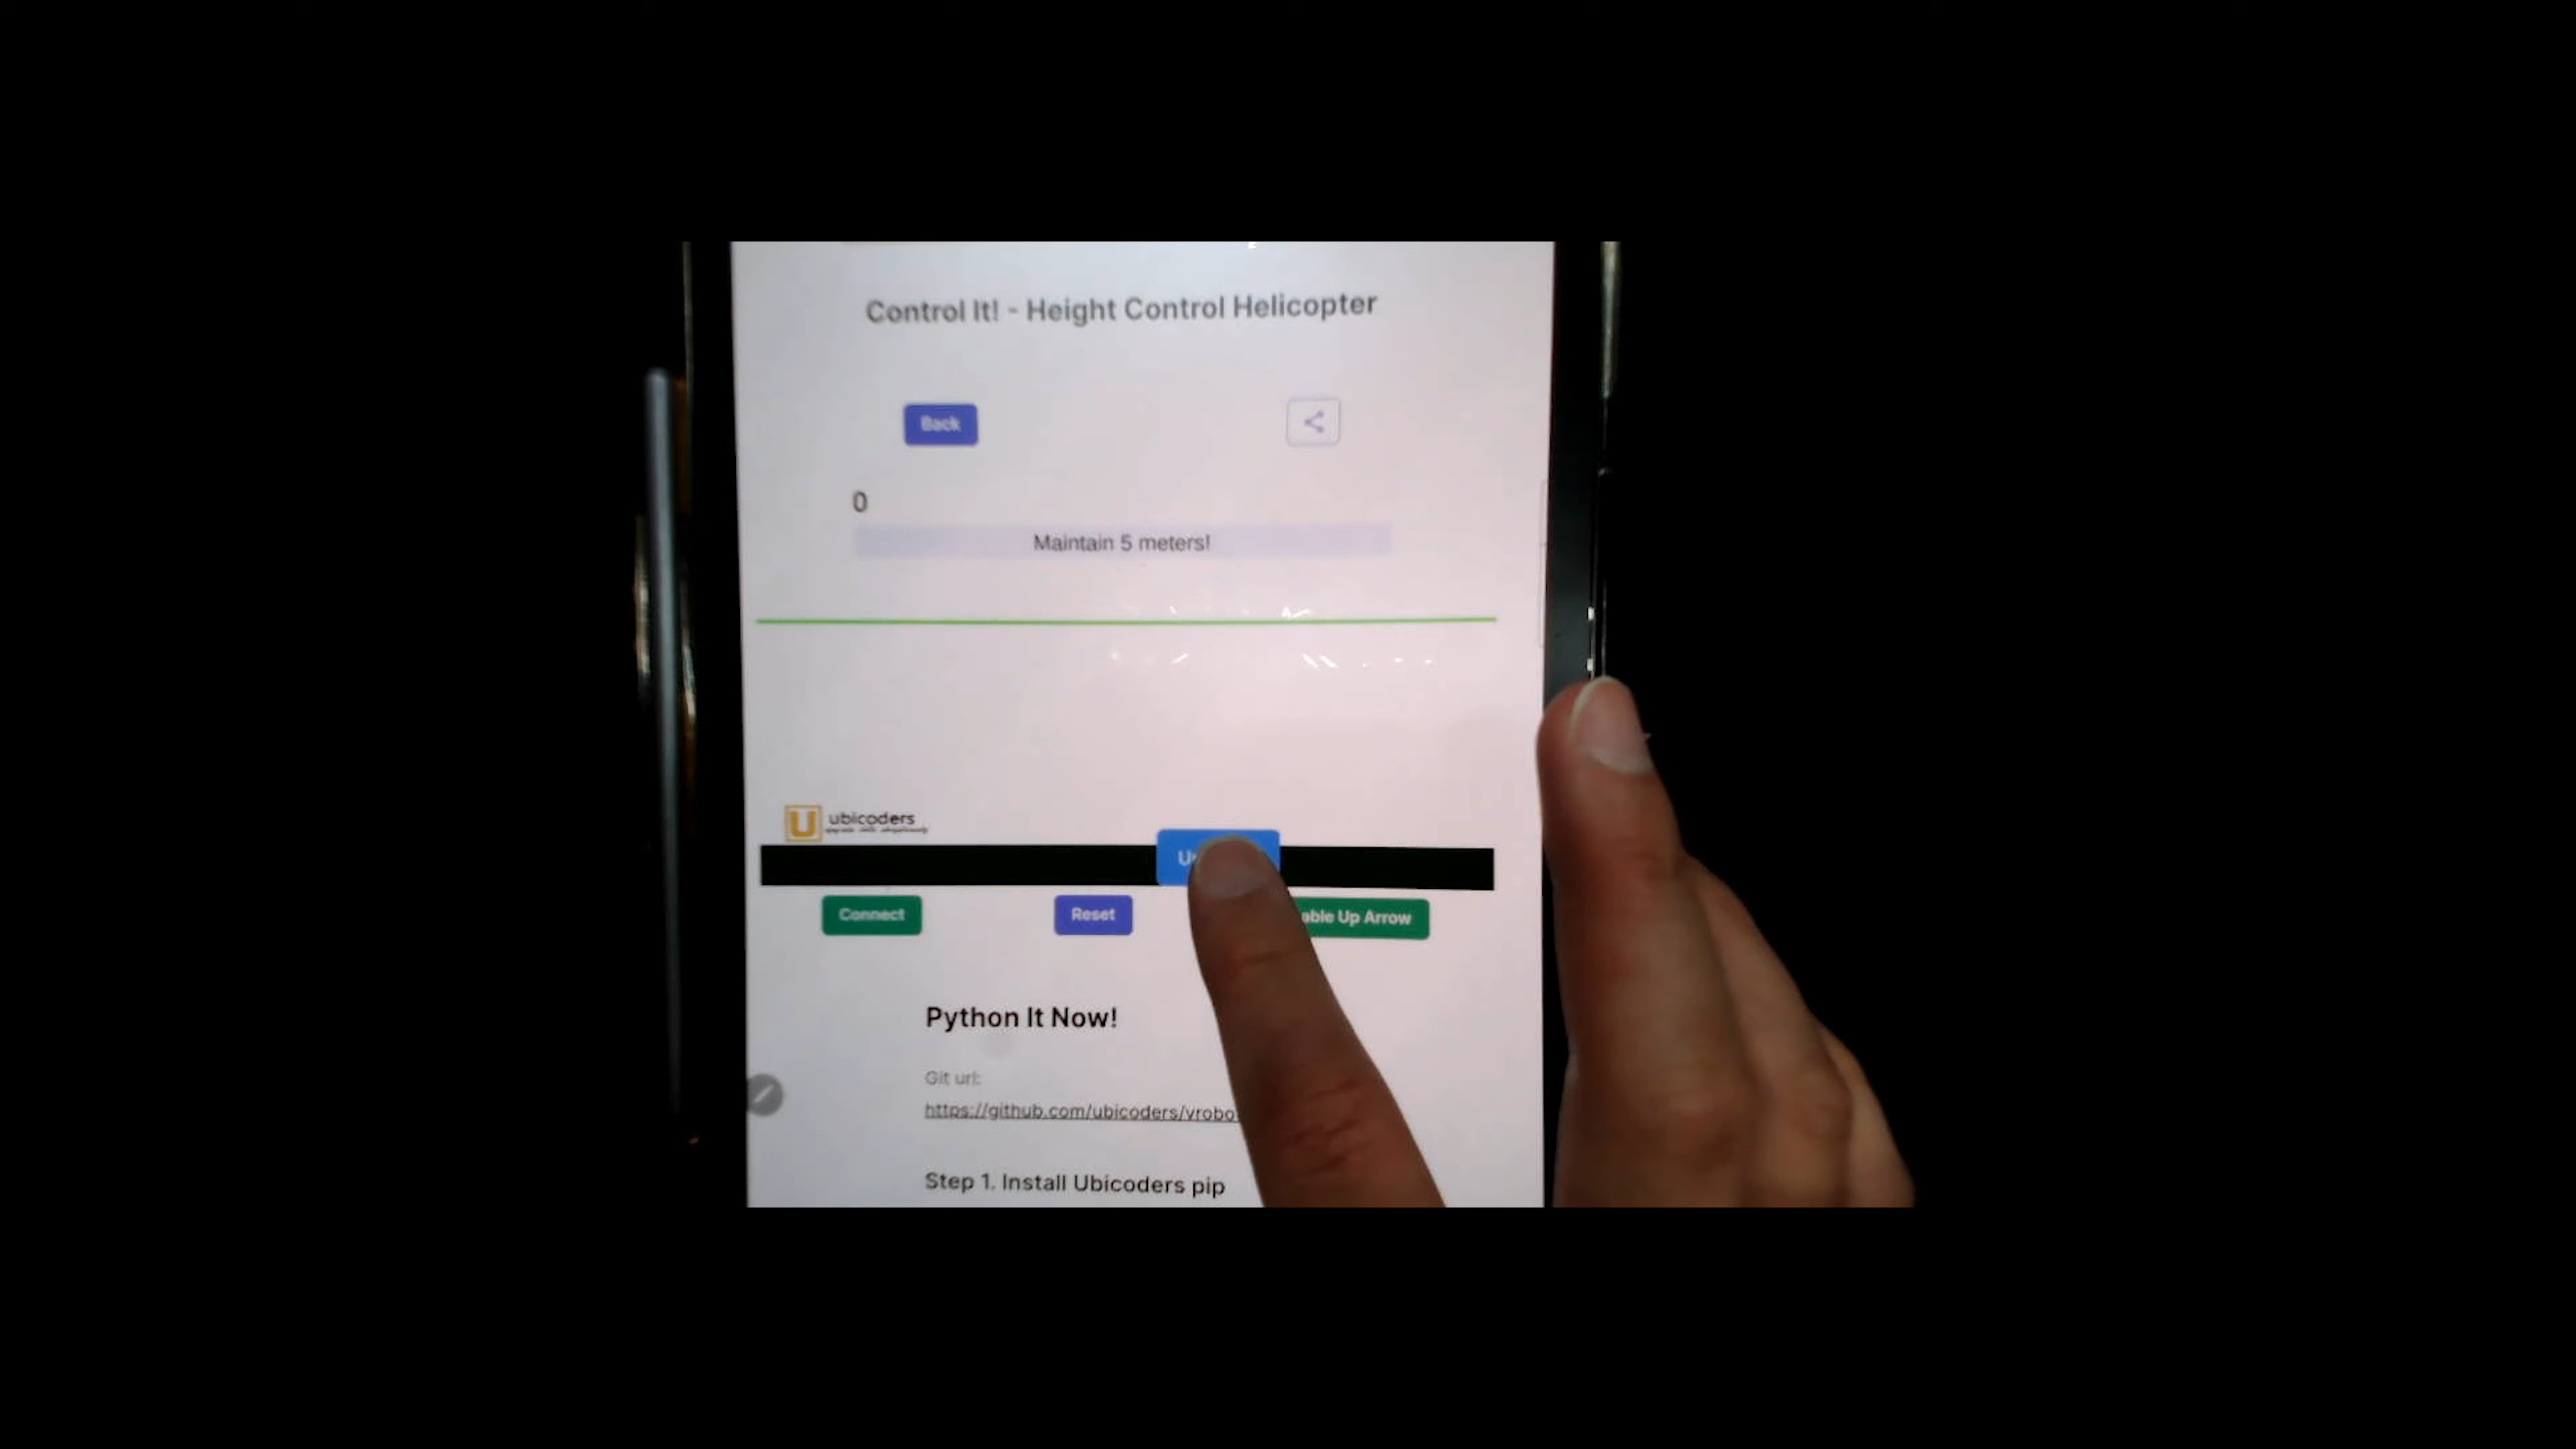 Control It! - Height Control Helicopter
Back
0
Maintain 5 meters!
U ubicoders
Connect
Reset
Up Arrow
Python It Now!
Git url:
https://github.com/ubicoders/vrobo
Step 1. Install Ubicoders pip